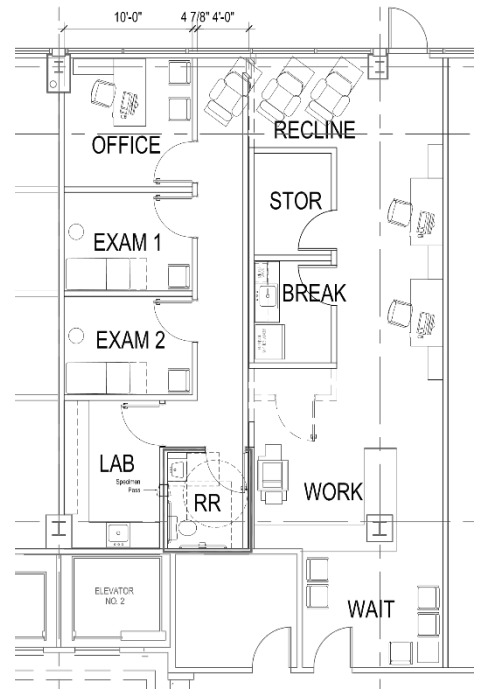 10'-0"
4 7/8"
4'-0"
OFFICE
RECLINE
STOR
EXAM 1
BREAK
EXAM 2
LAB
Specimen
Pass
RR
WORK
ELEVATOR
NO. 2
WAIT